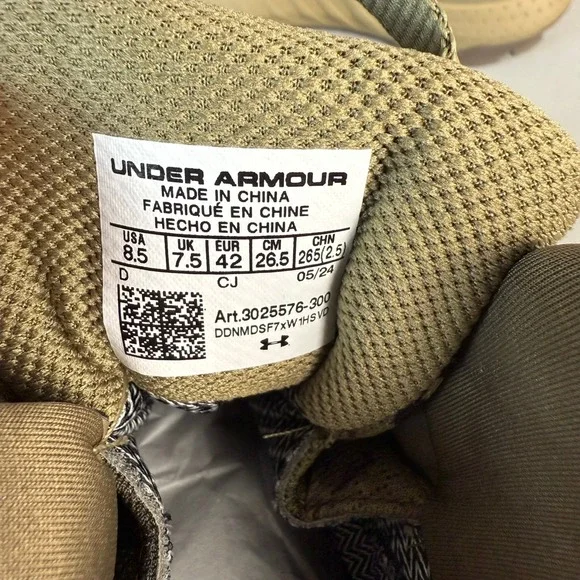 UNDER ARMOUR
MADE IN CHINA
FABRIQUÉ EN CHINE
HECHO EN CHINA
USA UK EUR CM CHN
8.5 7.5 42 26.5 265(2.5)
D CJ 05/24
Art.3025576-300
DDNMDSF7xW1HSVD